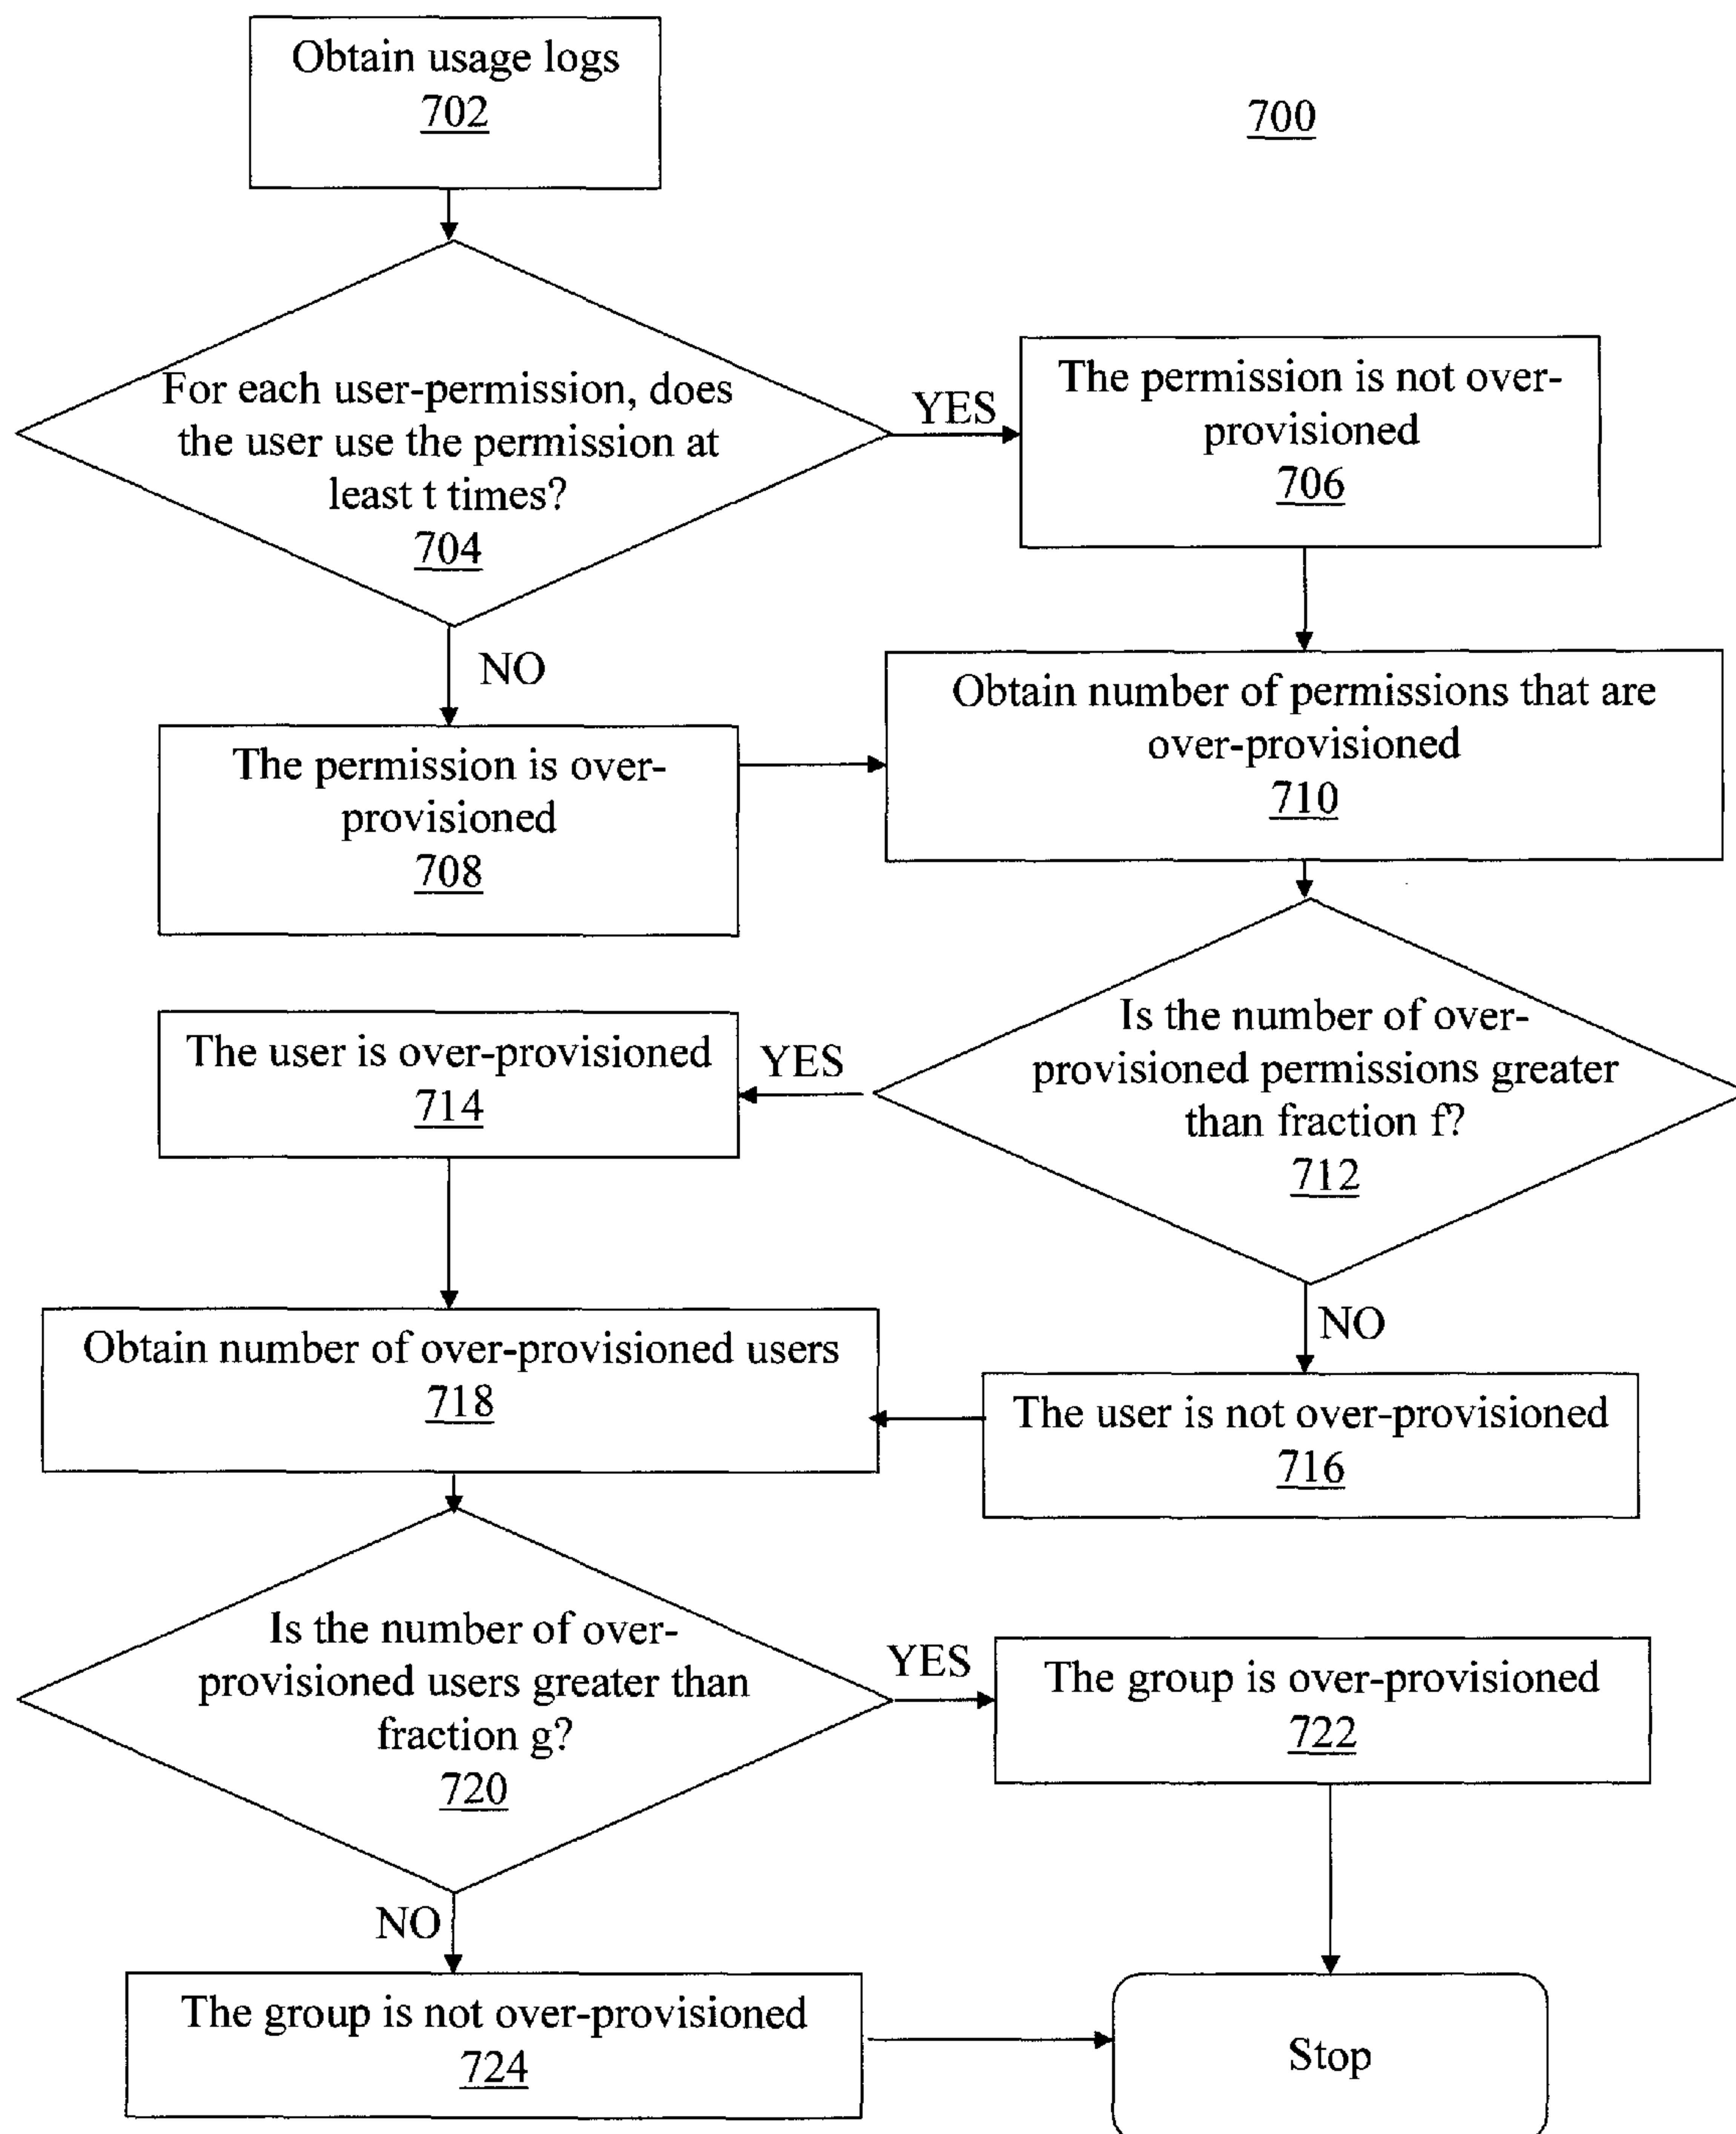 Obtain usage logs
702
700
For each user-permission, does
the user use the permission at
least t times?
704
YES
The permission is not over-
provisioned
706
NO
The permission is over-
provisioned
708
Obtain number of permissions that are
over-provisioned
710
Is the number of over-
provisioned permissions greater
than fraction f?
712
YES
The user is over-provisioned
714
NO
The user is not over-provisioned
716
Obtain number of over-provisioned users
718
Is the number of over-
provisioned users greater than
fraction g?
720
YES
The group is over-provisioned
722
NO
The group is not over-provisioned
724
Stop